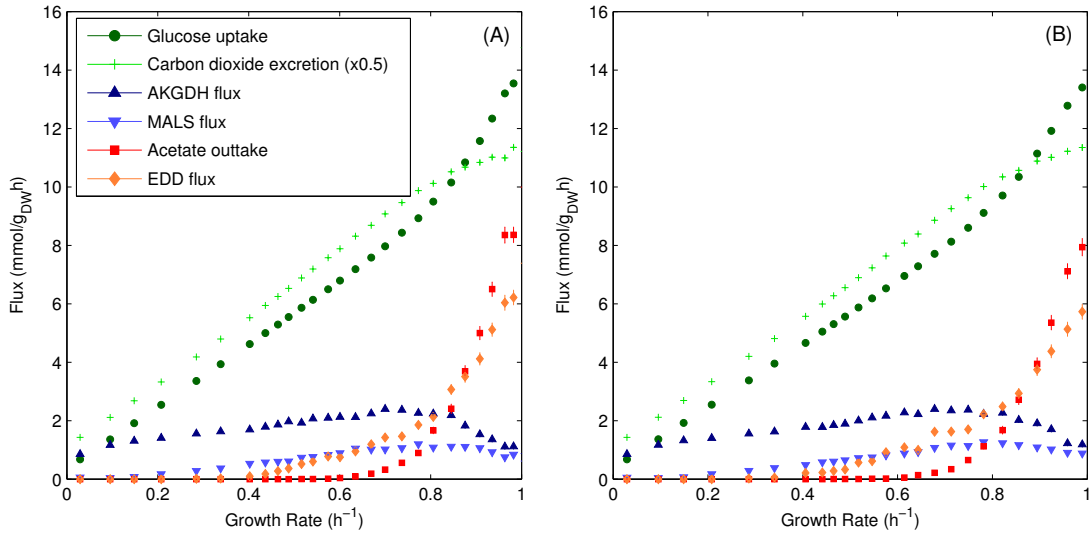 16
14
12
10
8
6
4
2
0
Flux (mmol/g_DW h)
0
0.2
0.4
0.6
0.8
1
Growth Rate (h⁻¹)
(A)
Glucose uptake
Carbon dioxide excretion (x0.5)
AKGDH flux
MALS flux
Acetate outtake
EDD flux
16
14
12
10
8
6
4
2
0
Flux (mmol/g_DW h)
0
0.2
0.4
0.6
0.8
1
Growth Rate (h⁻¹)
(B)